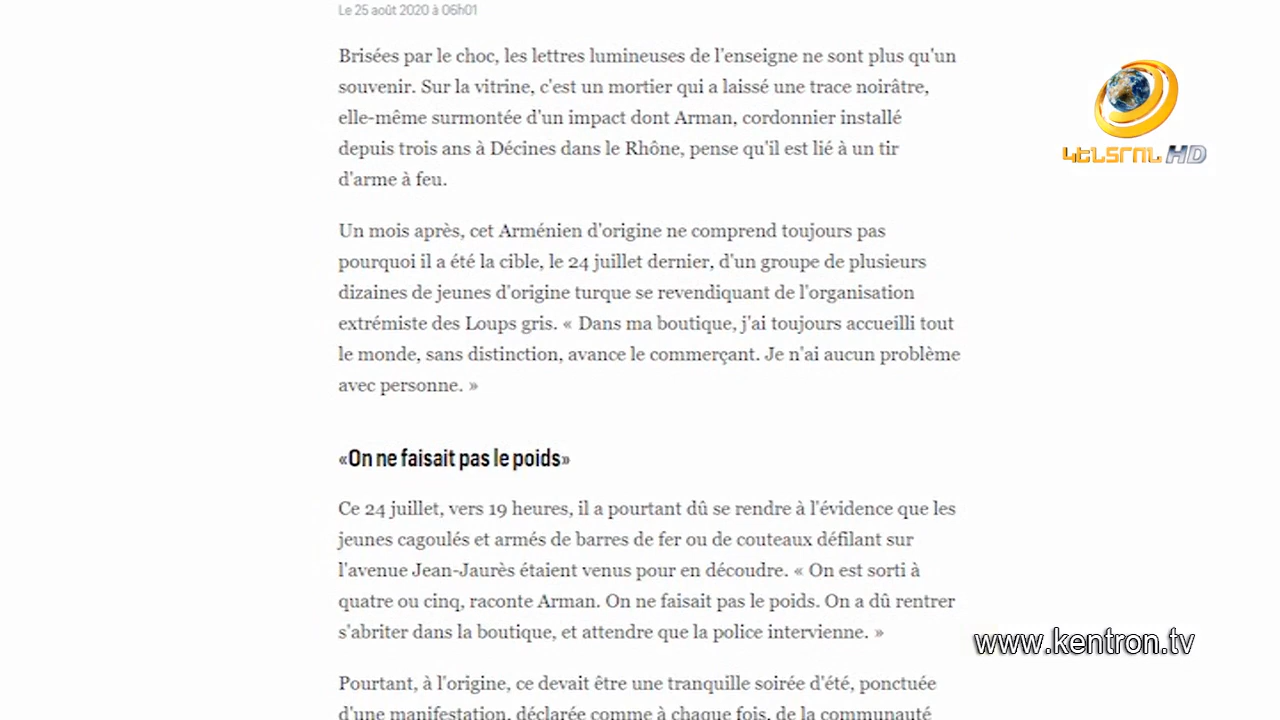 Le 25 août 2020 à 06h01
Brisées par le choc, les lettres lumineuses de l'enseigne ne sont plus qu'un
souvenir. Sur la vitrine, c'est un mortier qui a laissé une trace noirâtre,
elle-même surmontée d'un impact dont Arman, cordonnier installé
depuis trois ans à Décines dans le Rhône, pense qu'il est lié à un tir
d'arme à feu.
Un mois après, cet Arménien d'origine ne comprend toujours pas
pourquoi il a été la cible, le 24 juillet dernier, d'un groupe de plusieurs
dizaines de jeunes d'origine turque se revendiquant de l'organisation
extrémiste des Loups gris. « Dans ma boutique, j'ai toujours accueilli tout
le monde, sans distinction, avance le commerçant. Je n'ai aucun problème
avec personne. »
«On ne faisait pas le poids»
Ce 24 juillet, vers 19 heures, il a pourtant dû se rendre à l'évidence que les
jeunes cagoulés et armés de barres de fer ou de couteaux défilant sur
l'avenue Jean-Jaurès étaient venus pour en découdre. « On est sorti à
quatre ou cinq, raconte Arman. On ne faisait pas le poids. On a dû rentrer
s'abriter dans la boutique, et attendre que la police intervienne. »
Pourtant, à l'origine, ce devait être une tranquille soirée d'été, ponctuée
d'une manifestation, déclarée comme à chaque fois, de la communauté
ԿԵՆՏՐՈՆ HD
www.kentron.tv